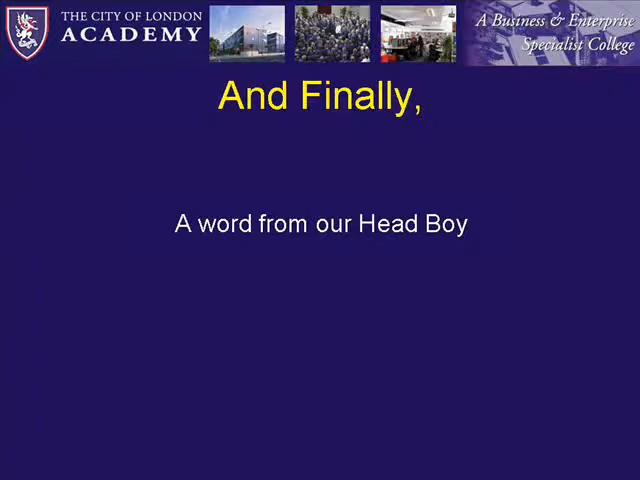 THE CITY OF LONDON
ACADEMY
A Business & Enterprise
Specialist College
And Finally,
A word from our Head Boy